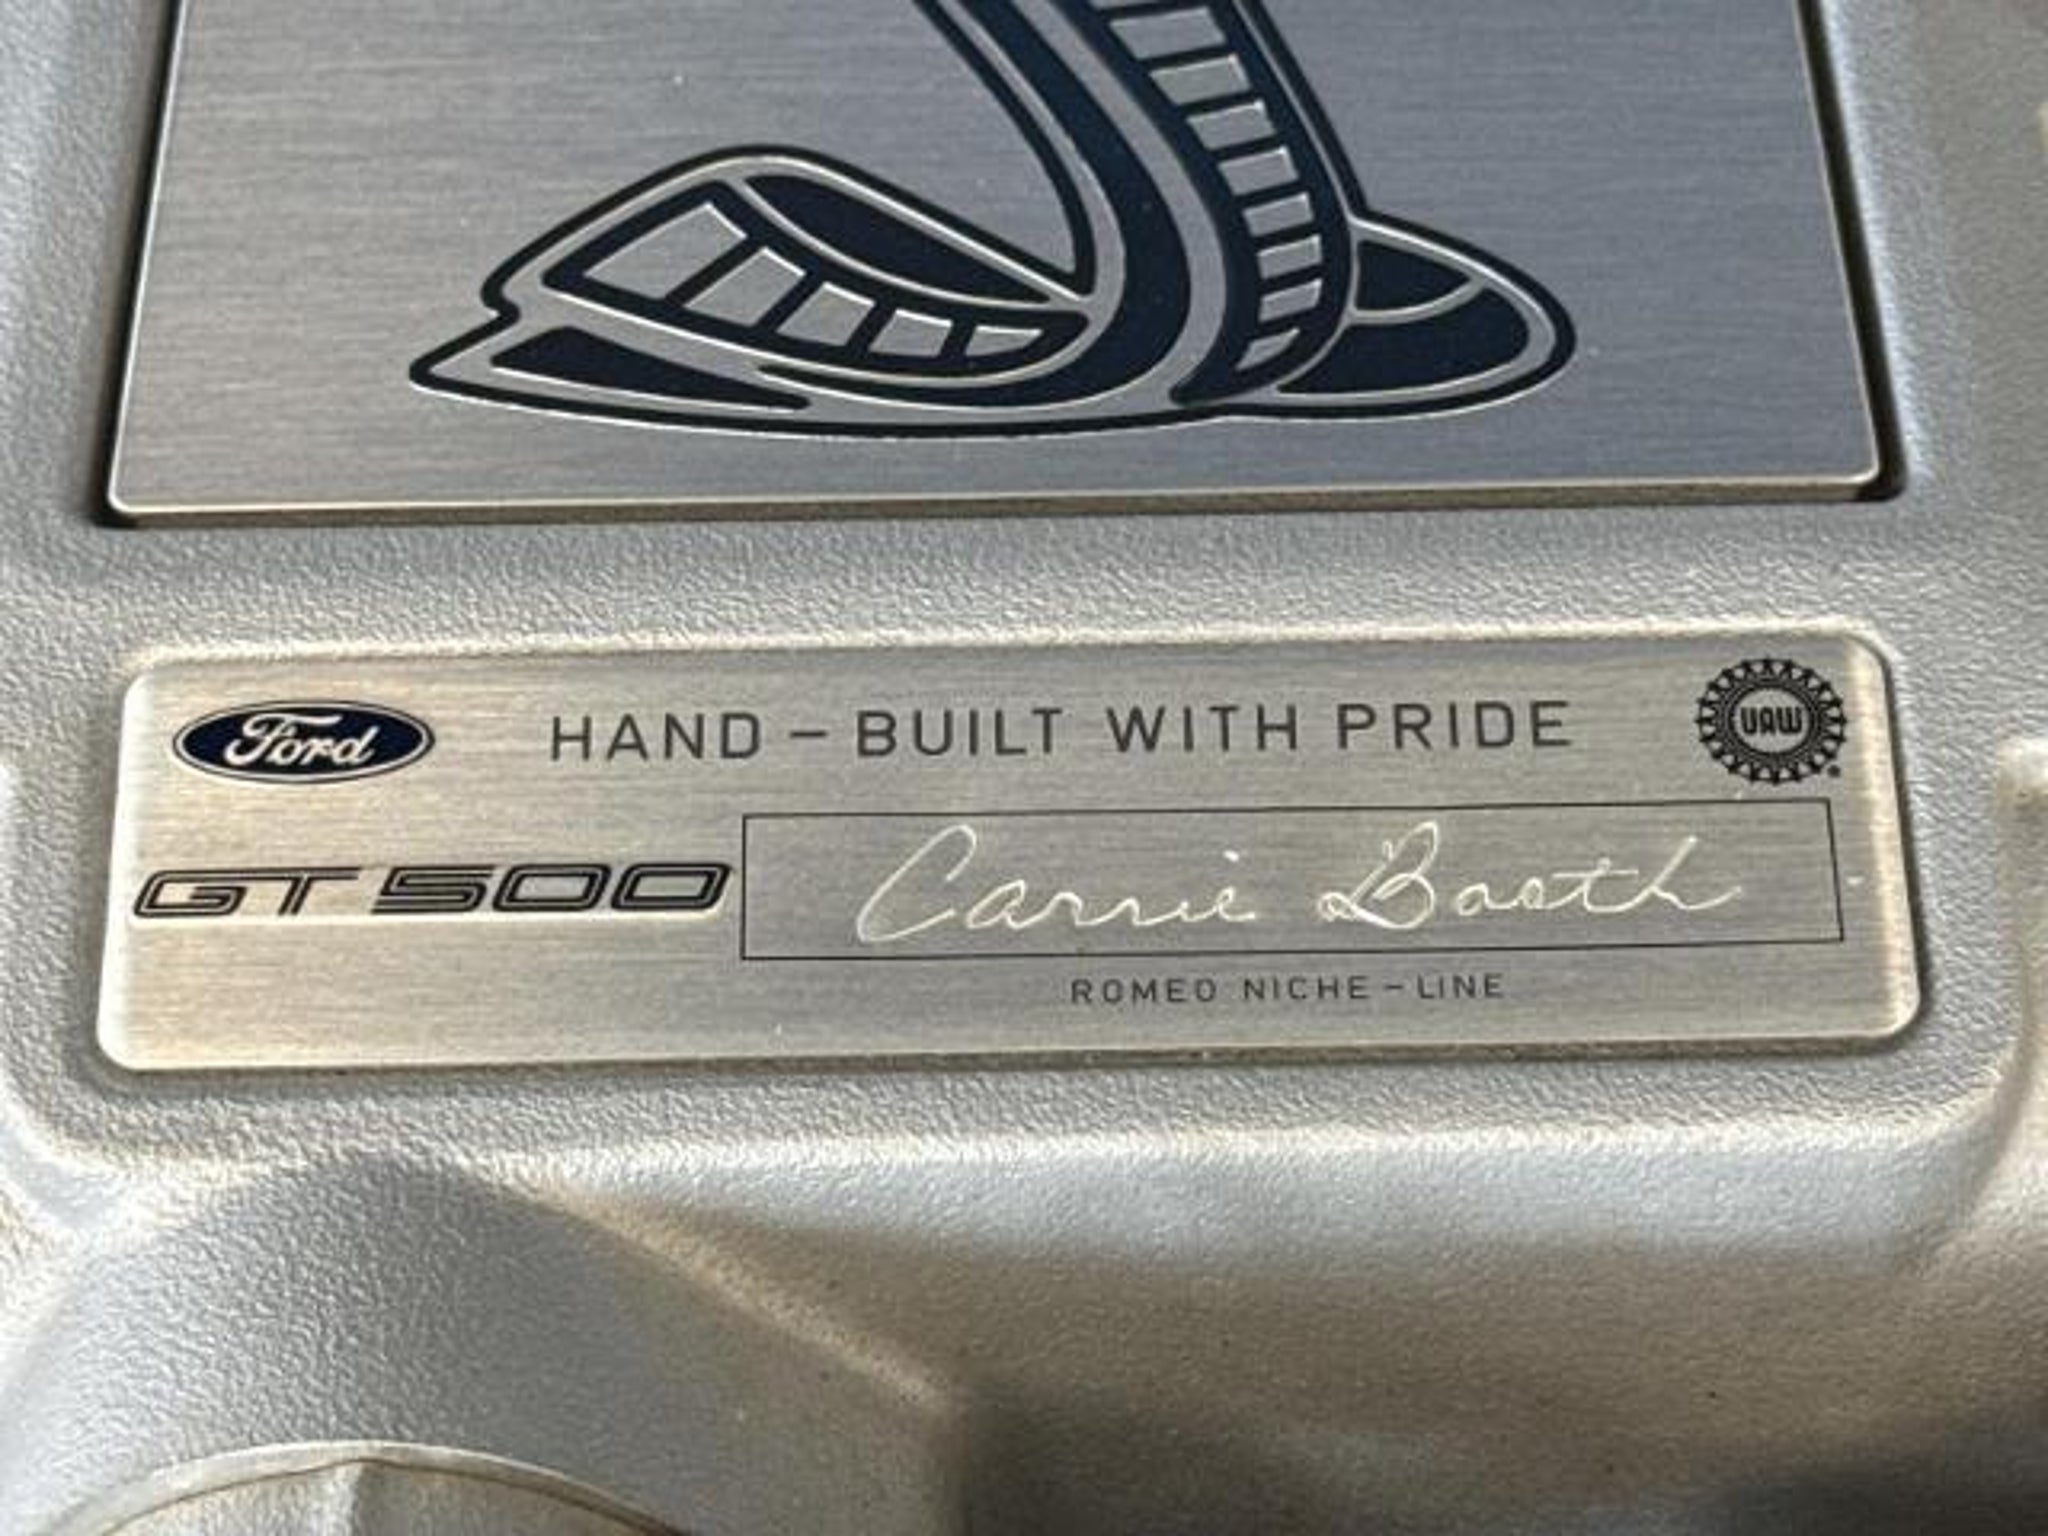 Ford
HAND-BUILT WITH PRIDE
UAW
GT500
Carrie Booth
ROMEO NICHE-LINE